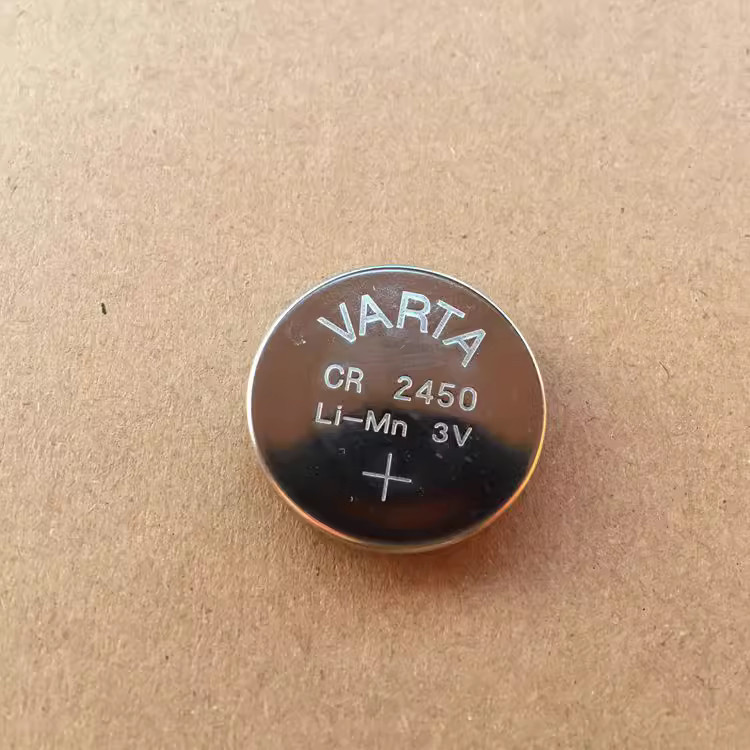 VARTA
CR 2450
Li-Mn 3V
+